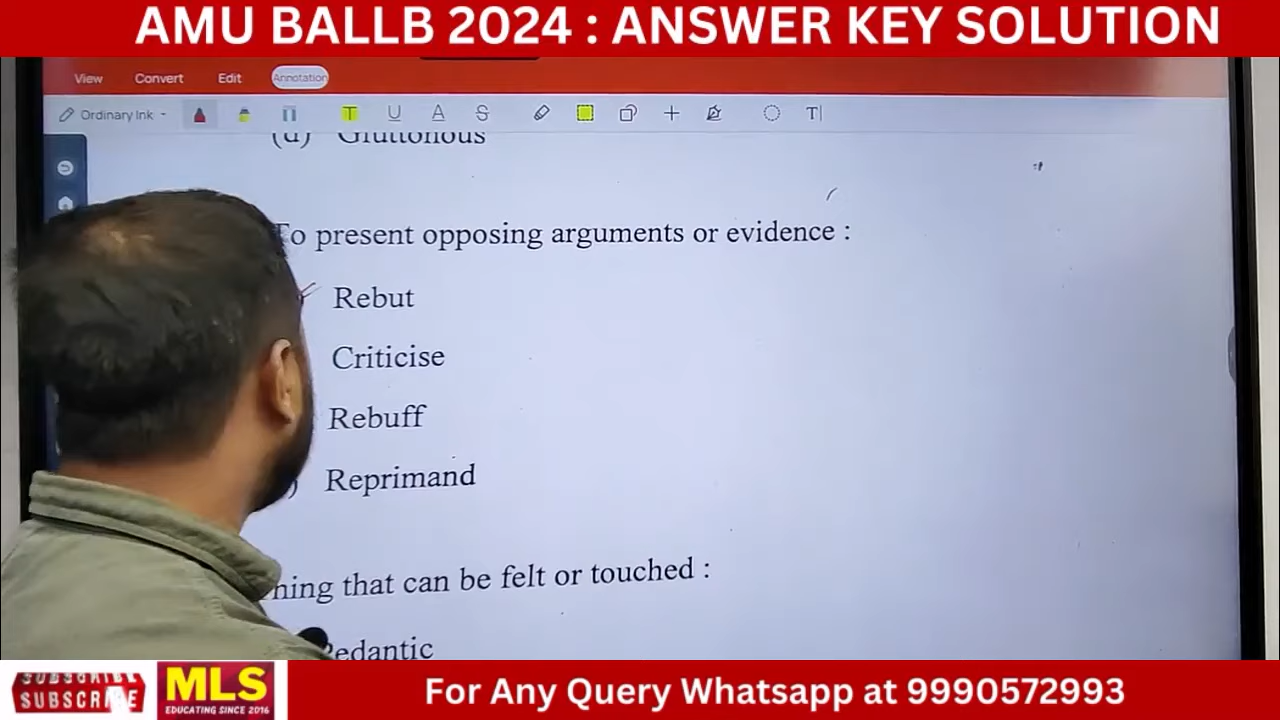 AMU BALLB 2024 : ANSWER KEY SOLUTION
View Convert Edit Annotation
Ordinary Ink T U A S T
(d) Gluttonous
To present opposing arguments or evidence :
Rebut
Criticise
Rebuff
) Reprimand
hing that can be felt or touched :
Pedantic
SUBSCRIBE
SUBSCRIBE
MLS
EDUCATING SINCE 2016
For Any Query Whatsapp at 9990572993